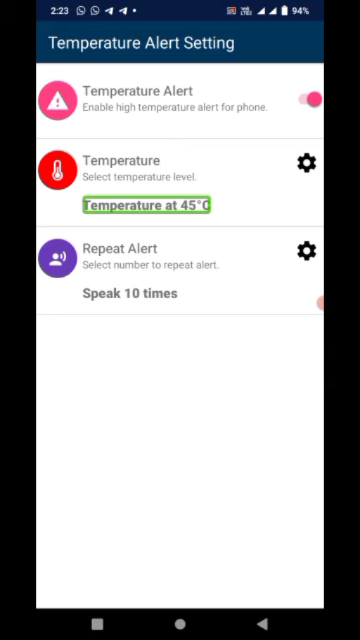 2:23
94%
Temperature Alert Setting
Temperature Alert
Enable high temperature alert for phone.
Temperature
Select temperature level.
Temperature at 45°C
Repeat Alert
Select number to repeat alert.
Speak 10 times